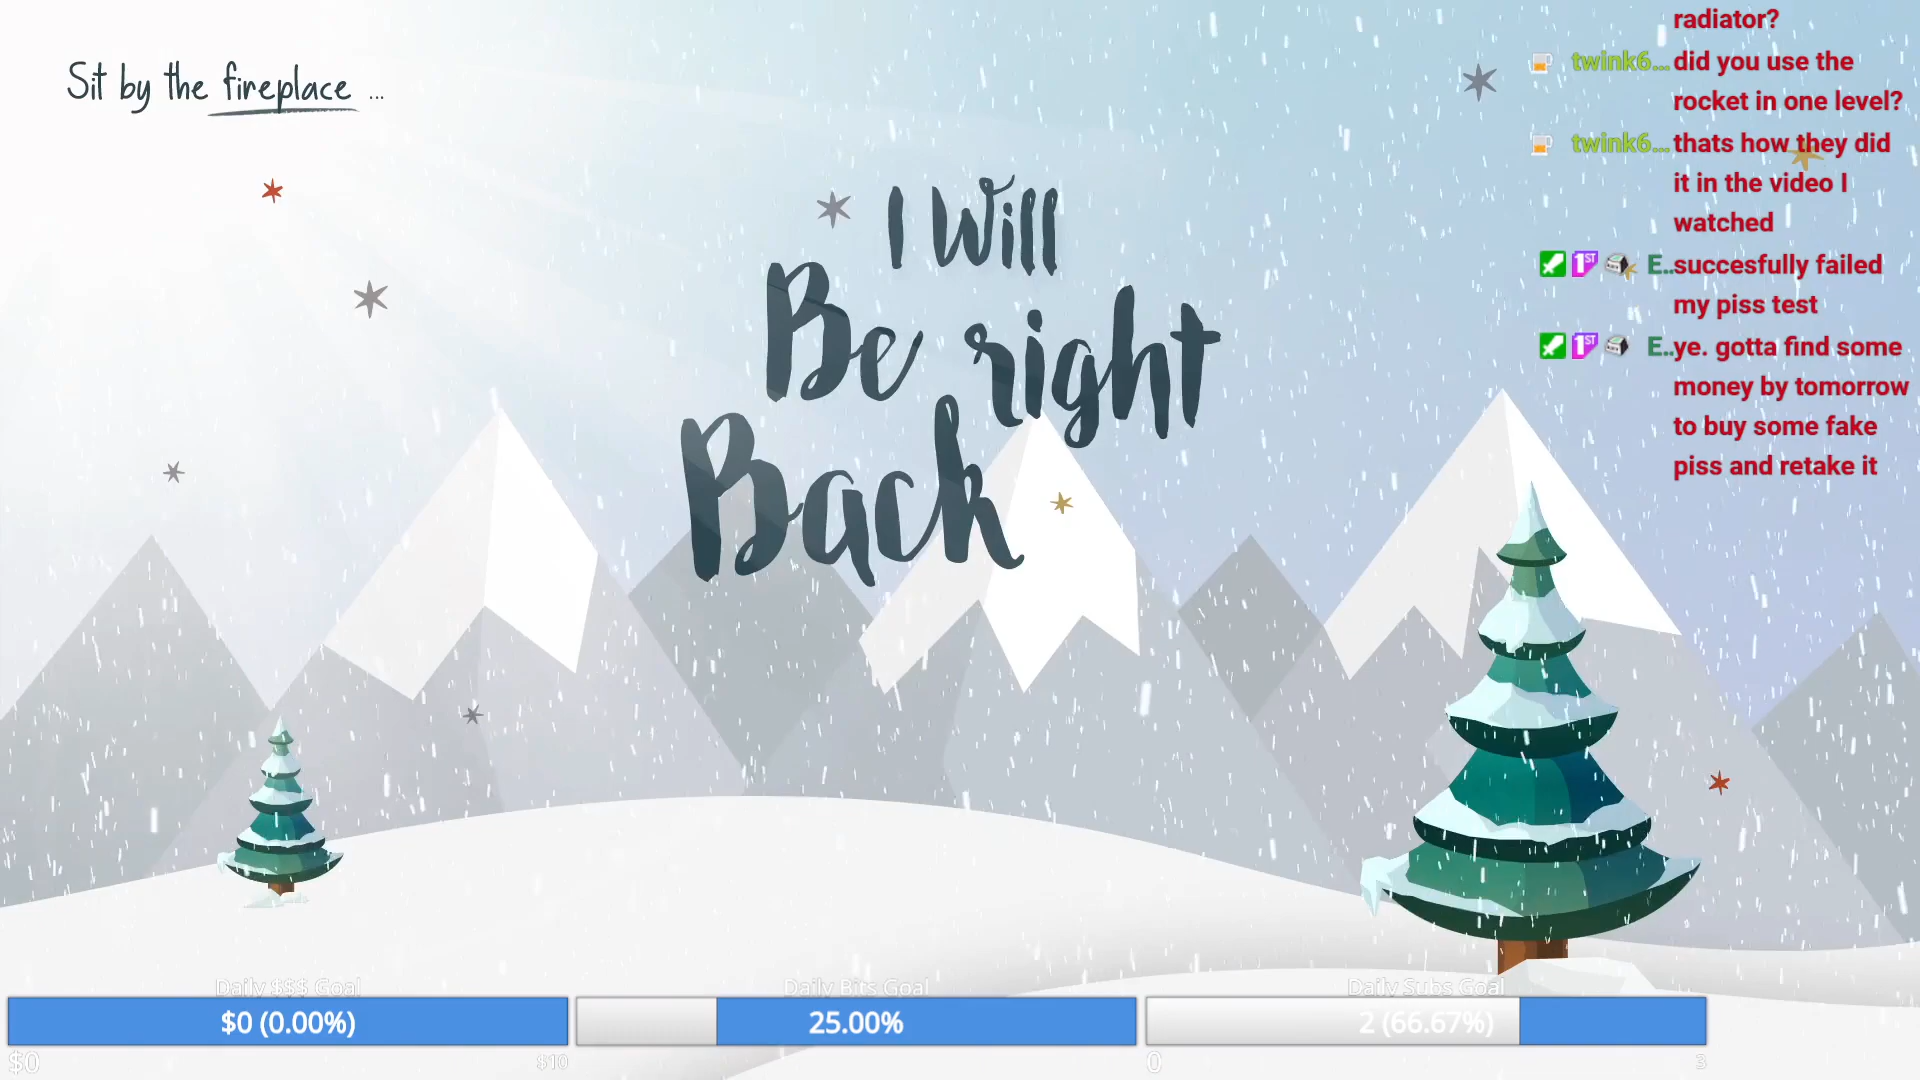 Sit by the fireplace ...
I Will
Be right
Back
radiator?
twink6... did you use the
rocket in one level?
twink6... thats how they did
it in the video I
watched
1ST E.. succesfully failed
my piss test
1ST E.. ye. gotta find some
money by tomorrow
to buy some fake
piss and retake it
Daily $$$ Goal
$0 (0.00%)
$0 $10
Daily Bits Goal
25.00%
Daily Subs Goal
2 (66.67%)
0 3